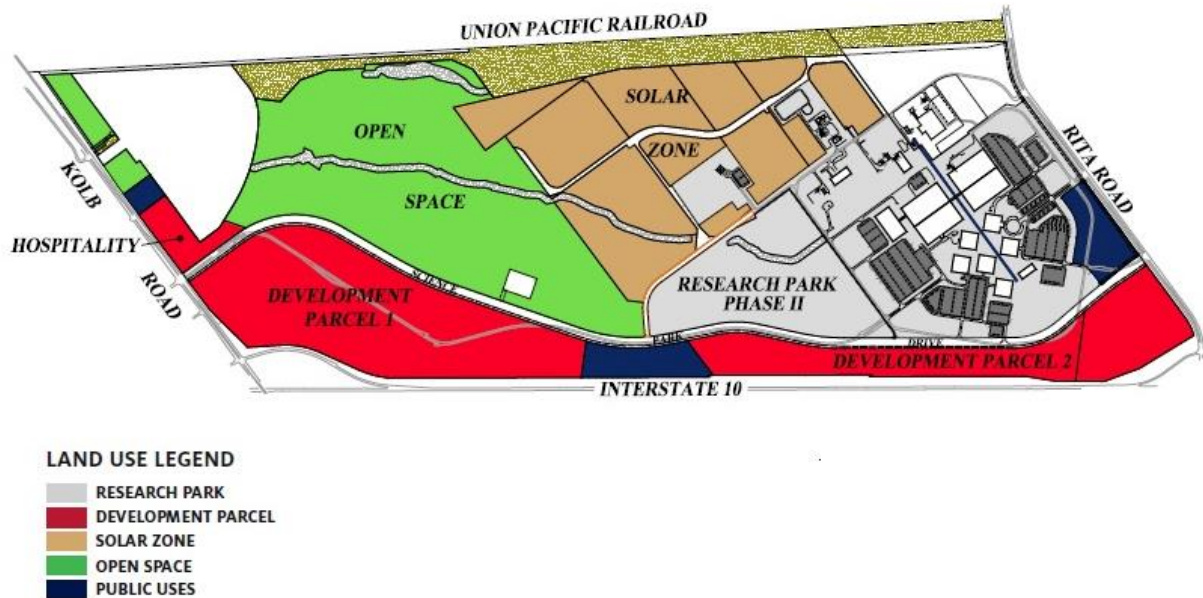 UNION PACIFIC RAILROAD
SOLAR
ZONE
OPEN
SPACE
KOLB
ROAD
RITA ROAD
HOSPITALITY
RESEARCH PARK
PHASE II
SCIENCE
PARK
DRIVE
DEVELOPMENT
PARCEL 1
DEVELOPMENT PARCEL 2
INTERSTATE 10
LAND USE LEGEND
RESEARCH PARK
DEVELOPMENT PARCEL
SOLAR ZONE
OPEN SPACE
PUBLIC USES